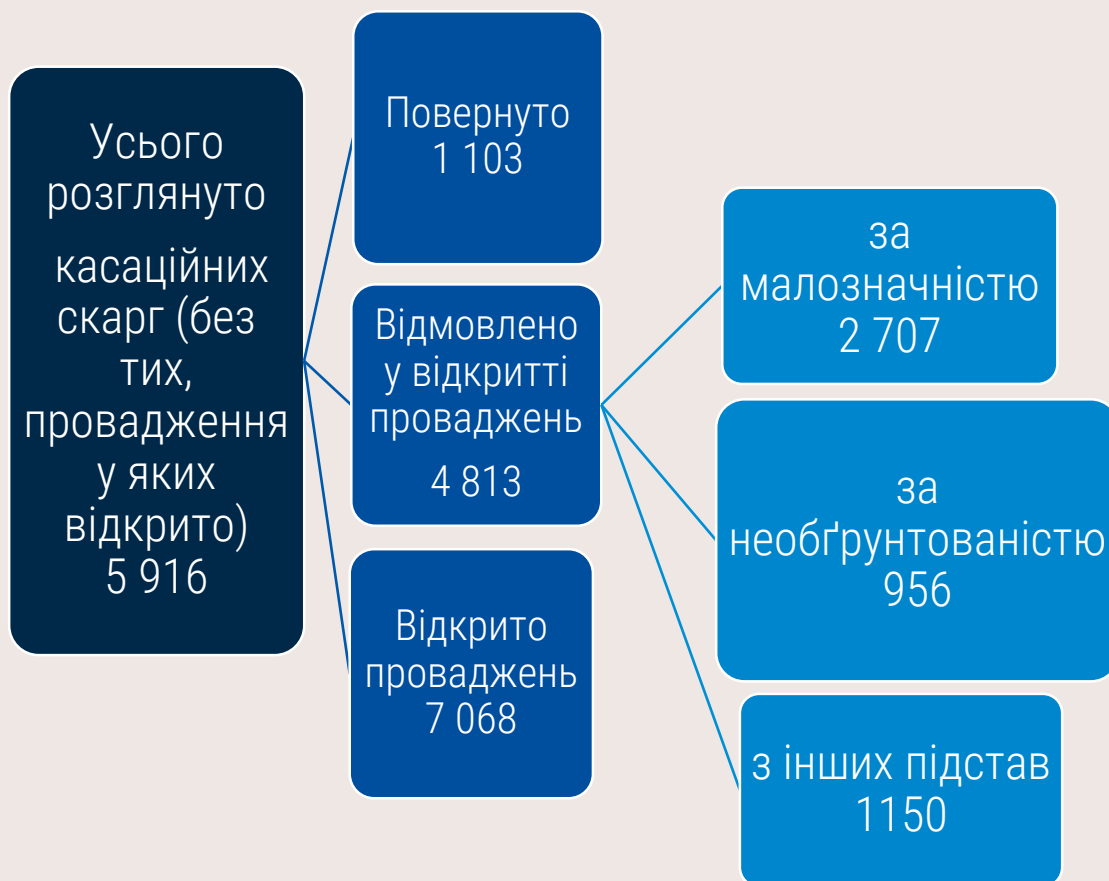 Усього
розглянуто
касаційних
скарг (без
тих,
провадження
у яких
відкрито)
5 916
Повернуто
1 103
Відмовлено
у відкритті
проваджень
4 813
Відкрито
проваджень
7 068
за
малозначністю
2 707
за
необґрунтованістю
956
з інших підстав
1150